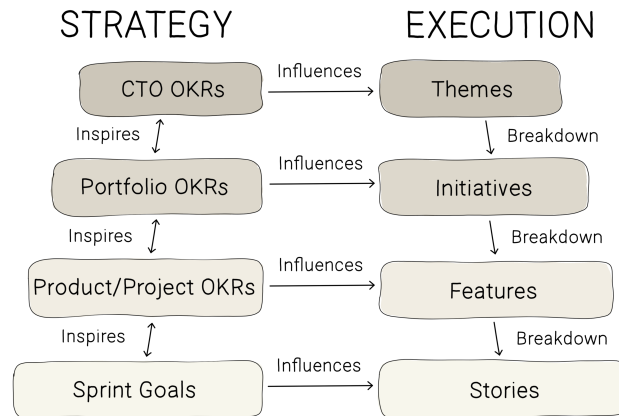 STRATEGY EXECUTION
CTO OKRs Influences Themes
Inspires Breakdown
Portfolio OKRs Influences Initiatives
Inspires Breakdown
Product/Project OKRs Influences Features
Inspires Breakdown
Sprint Goals Influences Stories